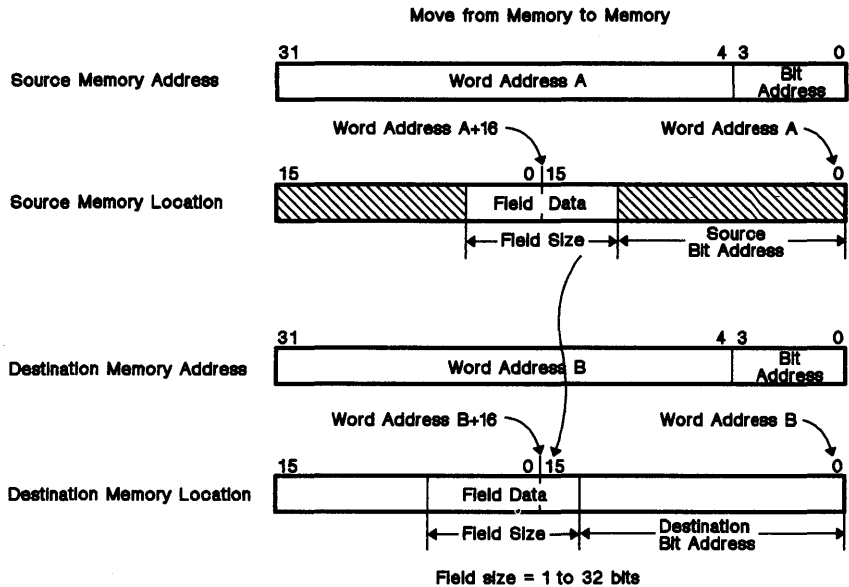 Move from Memory to Memory
31 4 3 0
Source Memory Address
Word Address A
Bit
Address
Word Address A+16
Word Address A
15 0 15 0
Source Memory Location
Field Data
Field Size
Source
Bit Address
31 4 3 0
Destination Memory Address
Word Address B
Bit
Address
Word Address B+16
Word Address B
15 0 15 0
Destination Memory Location
Field Data
Field Size
Destination
Bit Address
Field size = 1 to 32 bits